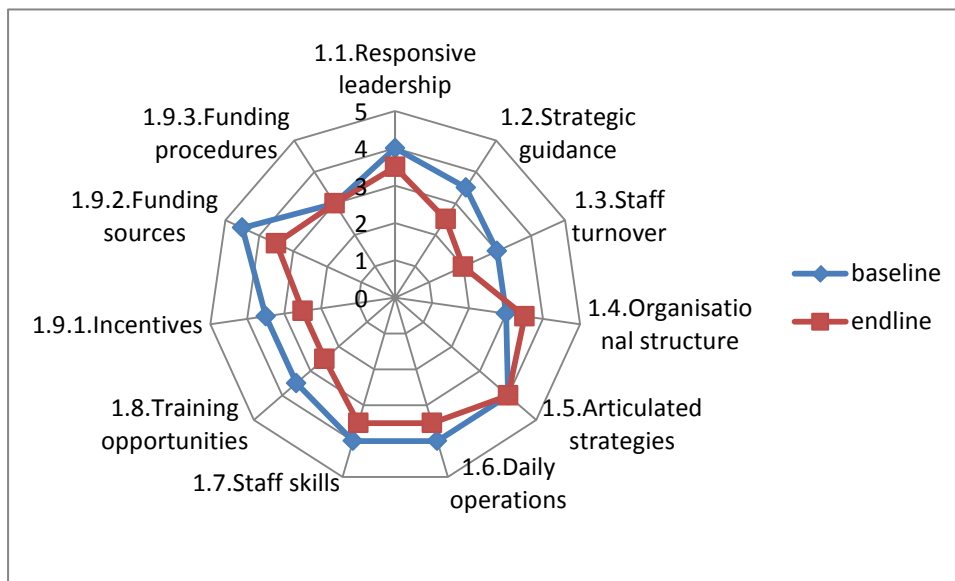 1.1.Responsive
leadership
1.2.Strategic
guidance
1.3.Staff
turnover
1.4.Organisatio
nal structure
1.5.Articulated
strategies
1.6.Daily
operations
1.7.Staff skills
1.8.Training
opportunities
1.9.1.Incentives
1.9.2.Funding
sources
1.9.3.Funding
procedures
5
4
3
2
1
0
baseline
endline